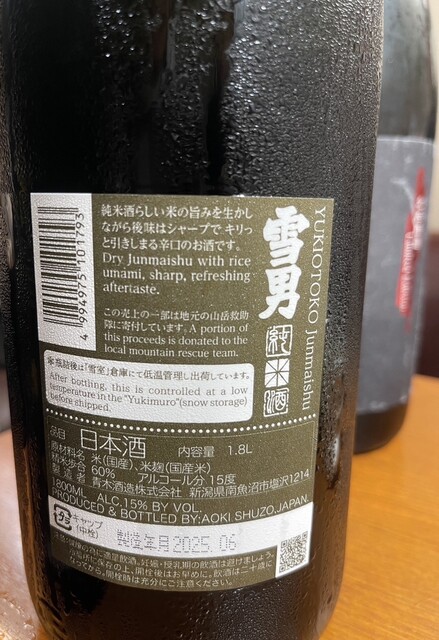 純米酒らしい米の旨みを生かし
ながら後味はシャープで キリっ
と引きしまる辛口のお酒です。
Dry Junmaishu with rice
umami, sharp, refreshing
aftertaste.
この売上の一部は地元の山岳救助
隊に寄付しています。A portion of
this proceeds is donated to the
local mountain rescue team.
雪男
純米酒
YUKIOTOKO Junmaishu
4 994975 101793
※瓶詰後は「雪室」倉庫にて低温管理し出荷しています。
After bottling, this is controlled at a low
temperature in the "Yukimuro"(snow storage)
before shipped.
品目 日本酒 内容量 1.8L
原材料名 米(国産)、米麹(国産米)
精米歩合 60% アルコール分 15度
製造者 青木酒造株式会社 新潟県南魚沼市塩沢1214
1800ML. ALC.15% BY VOL.
PRODUCED & BOTTLED BY:AOKI SHUZO,JAPAN.
キャップ
(中栓)
製造年月 2025.06